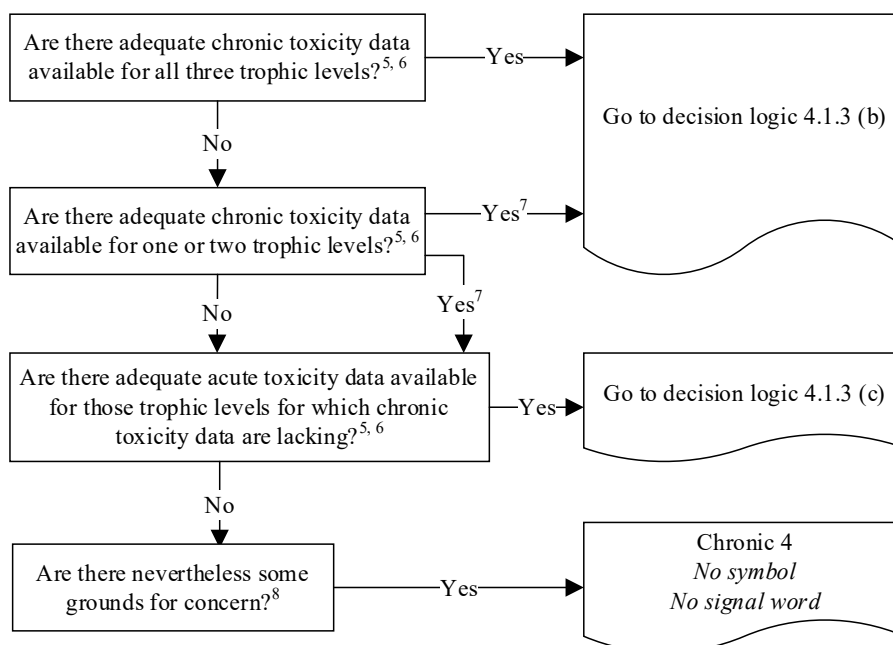 Are there adequate chronic toxicity data
available for all three trophic levels?5, 6
Yes
Go to decision logic 4.1.3 (b)
No
Are there adequate chronic toxicity data
available for one or two trophic levels?5, 6
Yes7
Yes7
No
Are there adequate acute toxicity data available
for those trophic levels for which chronic
toxicity data are lacking?5, 6
Yes
Go to decision logic 4.1.3 (c)
No
Are there nevertheless some
grounds for concern?8
Yes
Chronic 4
No symbol
No signal word